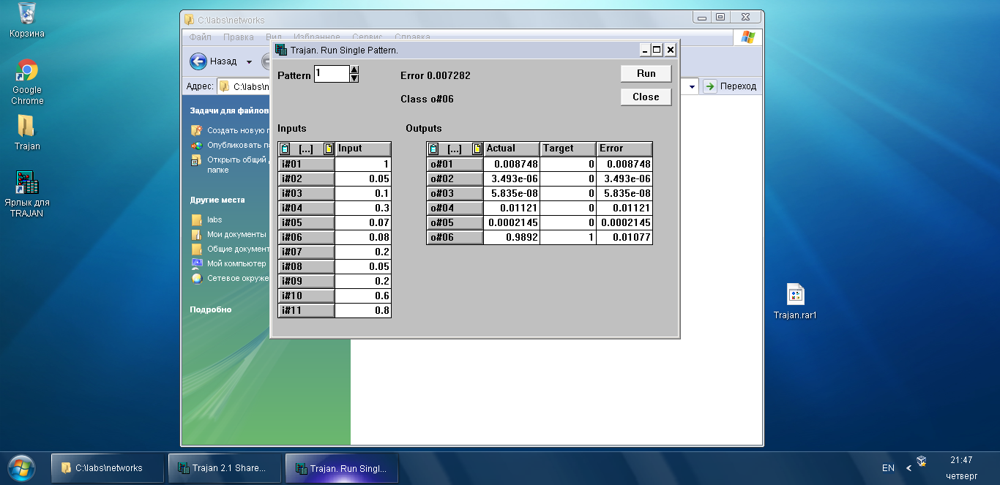 Корзина
Google
Chrome
Trajan
Ярлык для
TRAJAN
C:\labs\networks
Файл Правка Вид Избранное Сервис Справка
Назад
Адрес: C:\labs\n
Переход
Задачи для файлов
Создать новую п
Опубликовать па
Открыть общий д
папке
Другие места
labs
Мои документы
Общие документ
Мой компьютер
Сетевое окруже
Подробно
Trajan. Run Single Pattern.
Pattern 1 Error 0.007282 Run
Class o#06 Close
Inputs Outputs
[...] Input [...] Actual Target Error
i#01 1 o#01 0.008748 0 0.008748
i#02 0.05 o#02 3.493e-06 0 3.493e-06
i#03 0.1 o#03 5.835e-08 0 5.835e-08
i#04 0.3 o#04 0.01121 0 0.01121
i#05 0.07 o#05 0.0002145 0 0.0002145
i#06 0.08 o#06 0.9892 1 0.01077
i#07 0.2
i#08 0.05
i#09 0.2
i#10 0.6
i#11 0.8
Trajan.rar1
C:\labs\networks Trajan 2.1 Share... Trajan. Run Singl... EN 21:47
четверг